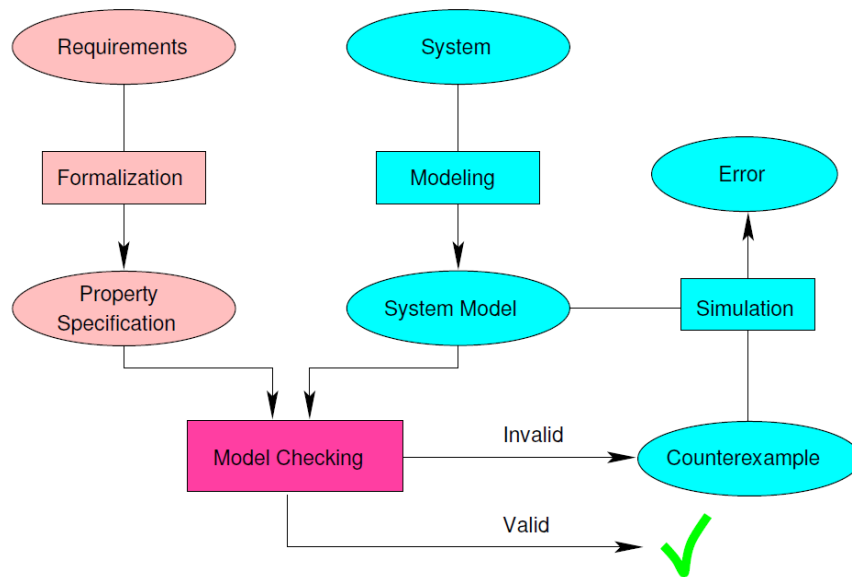 Requirements
System
Formalization
Modeling
Error
Property
Specification
System Model
Simulation
Model Checking
Invalid
Counterexample
Valid